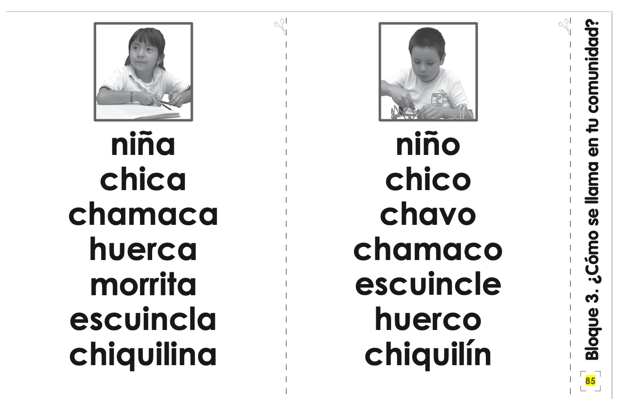 niña
chica
chamaca
huerca
morrita
escuincla
chiquilina
niño
chico
chavo
chamaco
escuincle
huerco
chiquilín
Bloque 3. ¿Cómo se llama en tu comunidad?
85